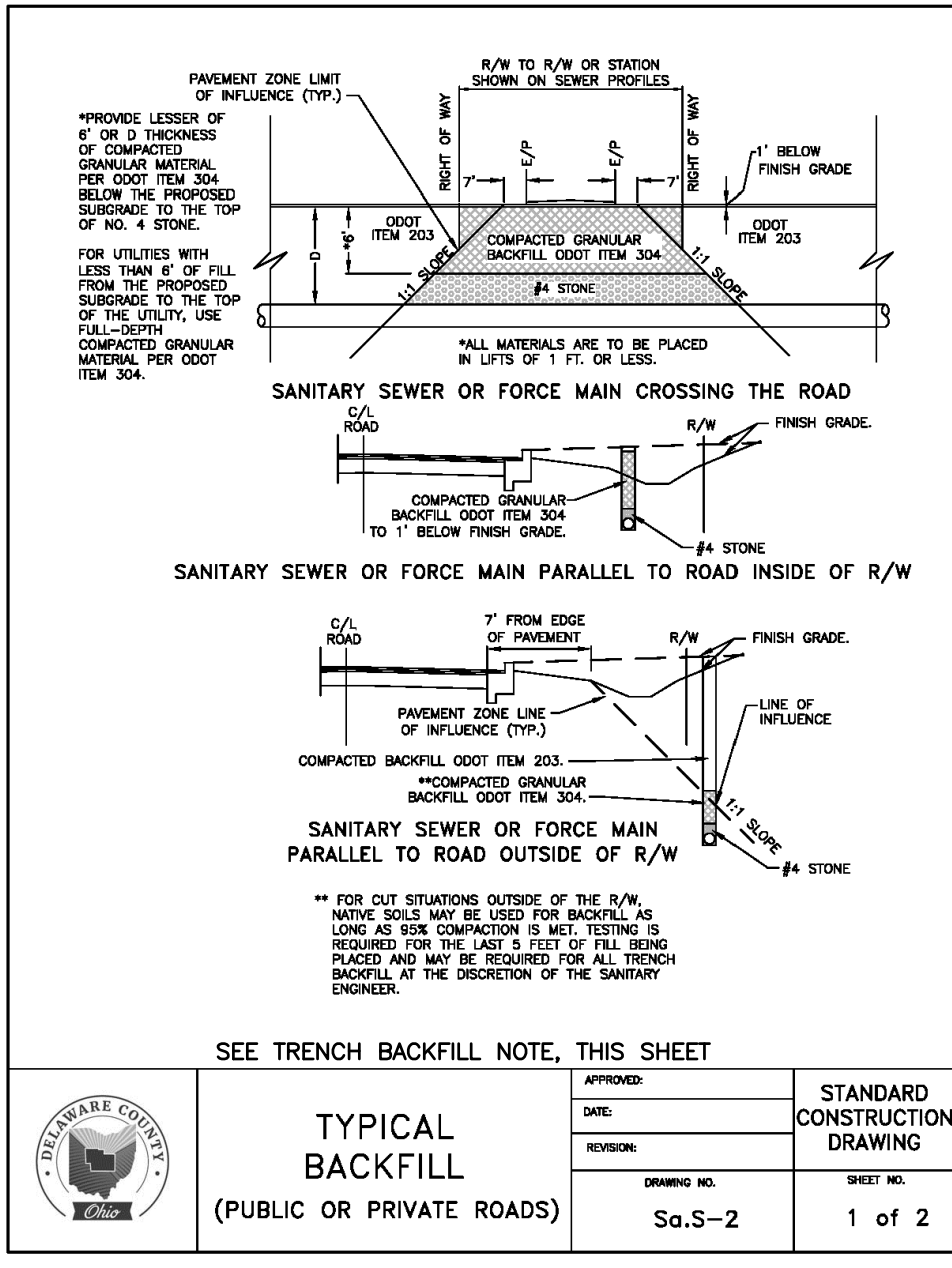 R/W TO R/W OR STATION
SHOWN ON SEWER PROFILES
PAVEMENT ZONE LIMIT
OF INFLUENCE (TYP.)
*PROVIDE LESSER OF
6' OR D THICKNESS
OF COMPACTED
GRANULAR MATERIAL
PER ODOT ITEM 304
BELOW THE PROPOSED
SUBGRADE TO THE TOP
OF NO. 4 STONE.
FOR UTILITIES WITH
LESS THAN 6' OF FILL
FROM THE PROPOSED
SUBGRADE TO THE TOP
OF THE UTILITY, USE
FULL-DEPTH
COMPACTED GRANULAR
MATERIAL PER ODOT
ITEM 304.
RIGHT OF WAY
7'
E/P
E/P
7'
RIGHT OF WAY
1' BELOW
FINISH GRADE
ODOT
ITEM 203
ODOT
ITEM 203
D
*6'
COMPACTED GRANULAR
BACKFILL ODOT ITEM 304
1:1 SLOPE
1:1 SLOPE
#4 STONE
*ALL MATERIALS ARE TO BE PLACED
IN LIFTS OF 1 FT. OR LESS.
SANITARY SEWER OR FORCE MAIN CROSSING THE ROAD
C/L
ROAD
R/W
FINISH GRADE.
COMPACTED GRANULAR
BACKFILL ODOT ITEM 304
TO 1' BELOW FINISH GRADE.
#4 STONE
SANITARY SEWER OR FORCE MAIN PARALLEL TO ROAD INSIDE OF R/W
C/L
ROAD
7' FROM EDGE
OF PAVEMENT
R/W
FINISH GRADE.
PAVEMENT ZONE LINE
OF INFLUENCE (TYP.)
LINE OF
INFLUENCE
COMPACTED BACKFILL ODOT ITEM 203.
**COMPACTED GRANULAR
BACKFILL ODOT ITEM 304.
1:1 SLOPE
#4 STONE
SANITARY SEWER OR FORCE MAIN
PARALLEL TO ROAD OUTSIDE OF R/W
** FOR CUT SITUATIONS OUTSIDE OF THE R/W,
NATIVE SOILS MAY BE USED FOR BACKFILL AS
LONG AS 95% COMPACTION IS MET. TESTING IS
REQUIRED FOR THE LAST 5 FEET OF FILL BEING
PLACED AND MAY BE REQUIRED FOR ALL TRENCH
BACKFILL AT THE DISCRETION OF THE SANITARY
ENGINEER.
SEE TRENCH BACKFILL NOTE, THIS SHEET
DELAWARE COUNTY
Ohio
TYPICAL
BACKFILL
(PUBLIC OR PRIVATE ROADS)
APPROVED:
DATE:
REVISION:
DRAWING NO.
Sa.S-2
STANDARD
CONSTRUCTION
DRAWING
SHEET NO.
1 of 2